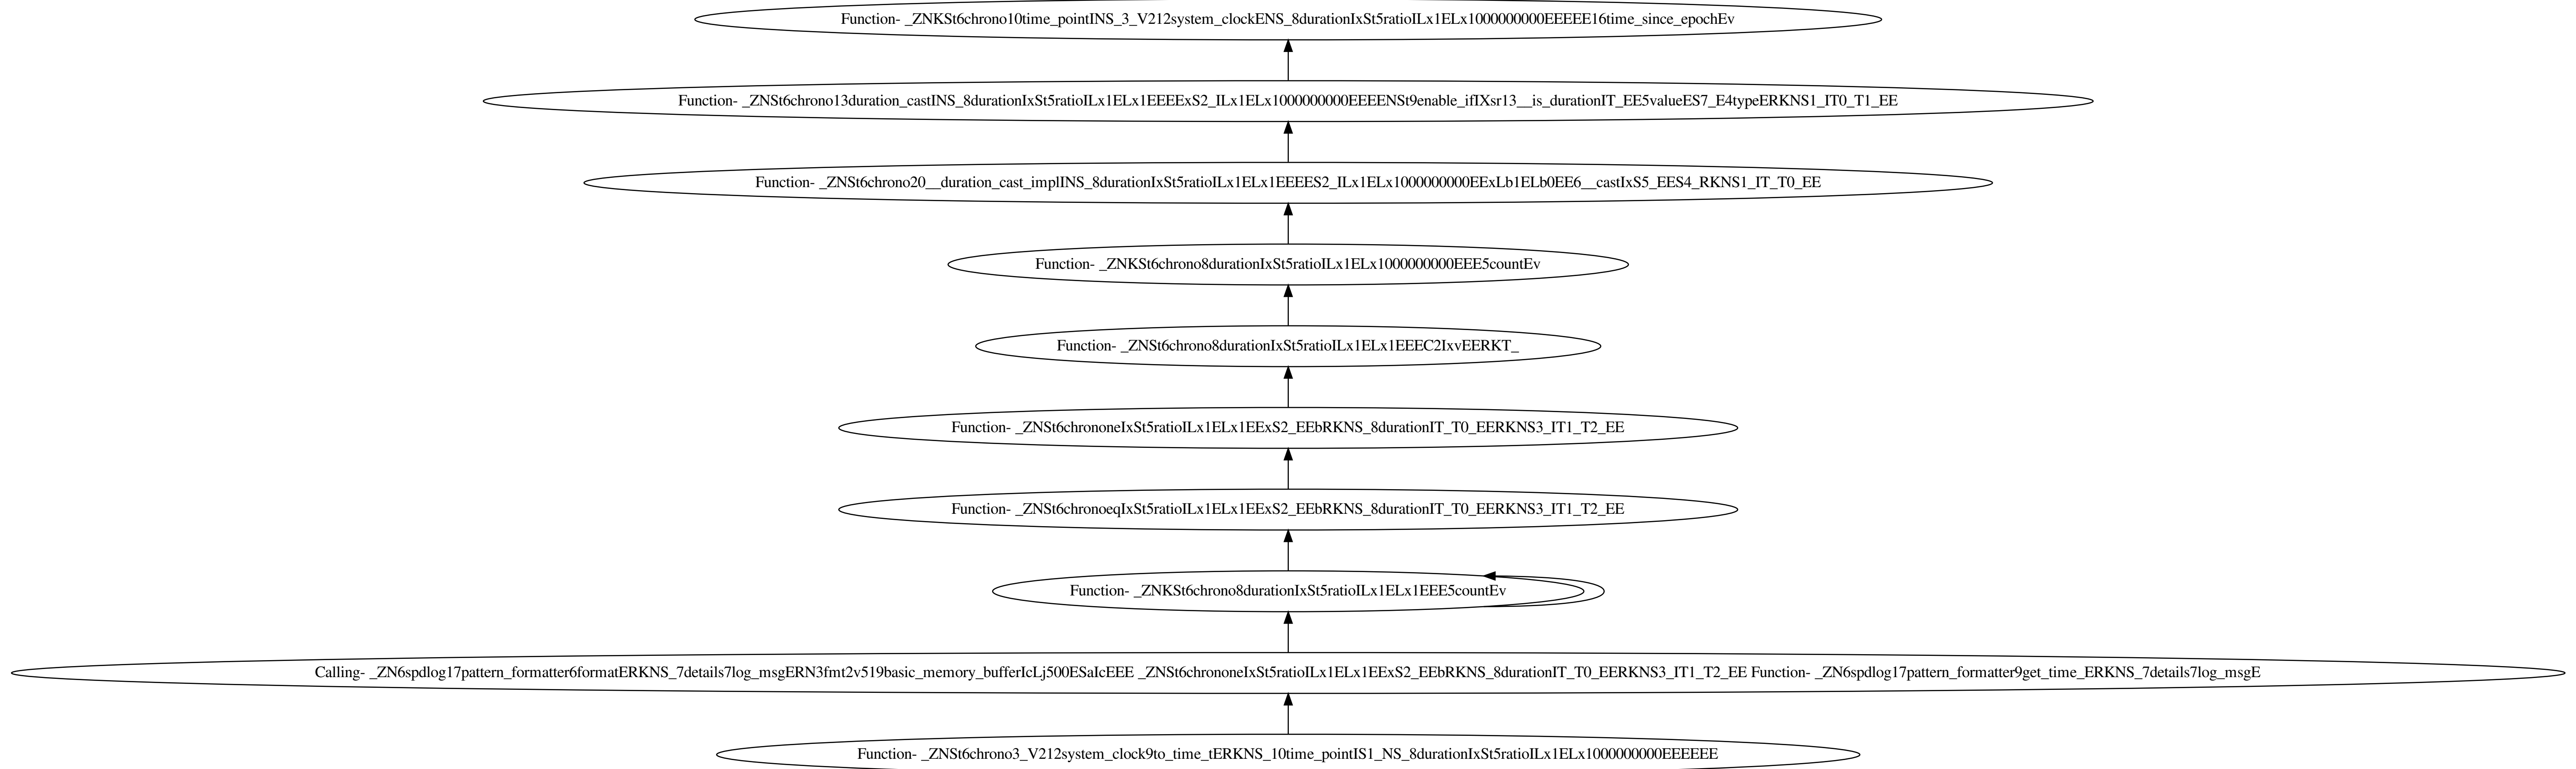 Function- _ZNKSt6chrono10time_pointINS_3_V212system_clockENS_8durationIxSt5ratioILx1ELx1000000000EEEEE16time_since_epochEv
Function- _ZNSt6chrono13duration_castINS_8durationIxSt5ratioILx1ELx1EEEExS2_ILx1ELx1000000000EEEENSt9enable_ifIXsr13__is_durationIT_EE5valueES7_E4typeERKNS1_IT0_T1_EE
Function- _ZNSt6chrono20__duration_cast_implINS_8durationIxSt5ratioILx1ELx1EEEES2_ILx1ELx1000000000EExLb1ELb0EE6__castIxS5_EES4_RKNS1_IT_T0_EE
Function- _ZNKSt6chrono8durationIxSt5ratioILx1ELx1000000000EEE5countEv
Function- _ZNSt6chrono8durationIxSt5ratioILx1ELx1EEEC2IxvEERKT_
Function- _ZNSt6chrononeIxSt5ratioILx1ELx1EExS2_EEbRKNS_8durationIT_T0_EERKNS3_IT1_T2_EE
Function- _ZNSt6chronoeqIxSt5ratioILx1ELx1EExS2_EEbRKNS_8durationIT_T0_EERKNS3_IT1_T2_EE
Function- _ZNKSt6chrono8durationIxSt5ratioILx1ELx1EEE5countEv
Calling- _ZN6spdlog17pattern_formatter6formatERKNS_7details7log_msgERN3fmt2v519basic_memory_bufferIcLj500ESaIcEEE _ZNSt6chrononeIxSt5ratioILx1ELx1EExS2_EEbRKNS_8durationIT_T0_EERKNS3_IT1_T2_EE Function- _ZN6spdlog17pattern_formatter9get_time_ERKNS_7details7log_msgE
Function- _ZNSt6chrono3_V212system_clock9to_time_tERKNS_10time_pointIS1_NS_8durationIxSt5ratioILx1ELx1000000000EEEEEE